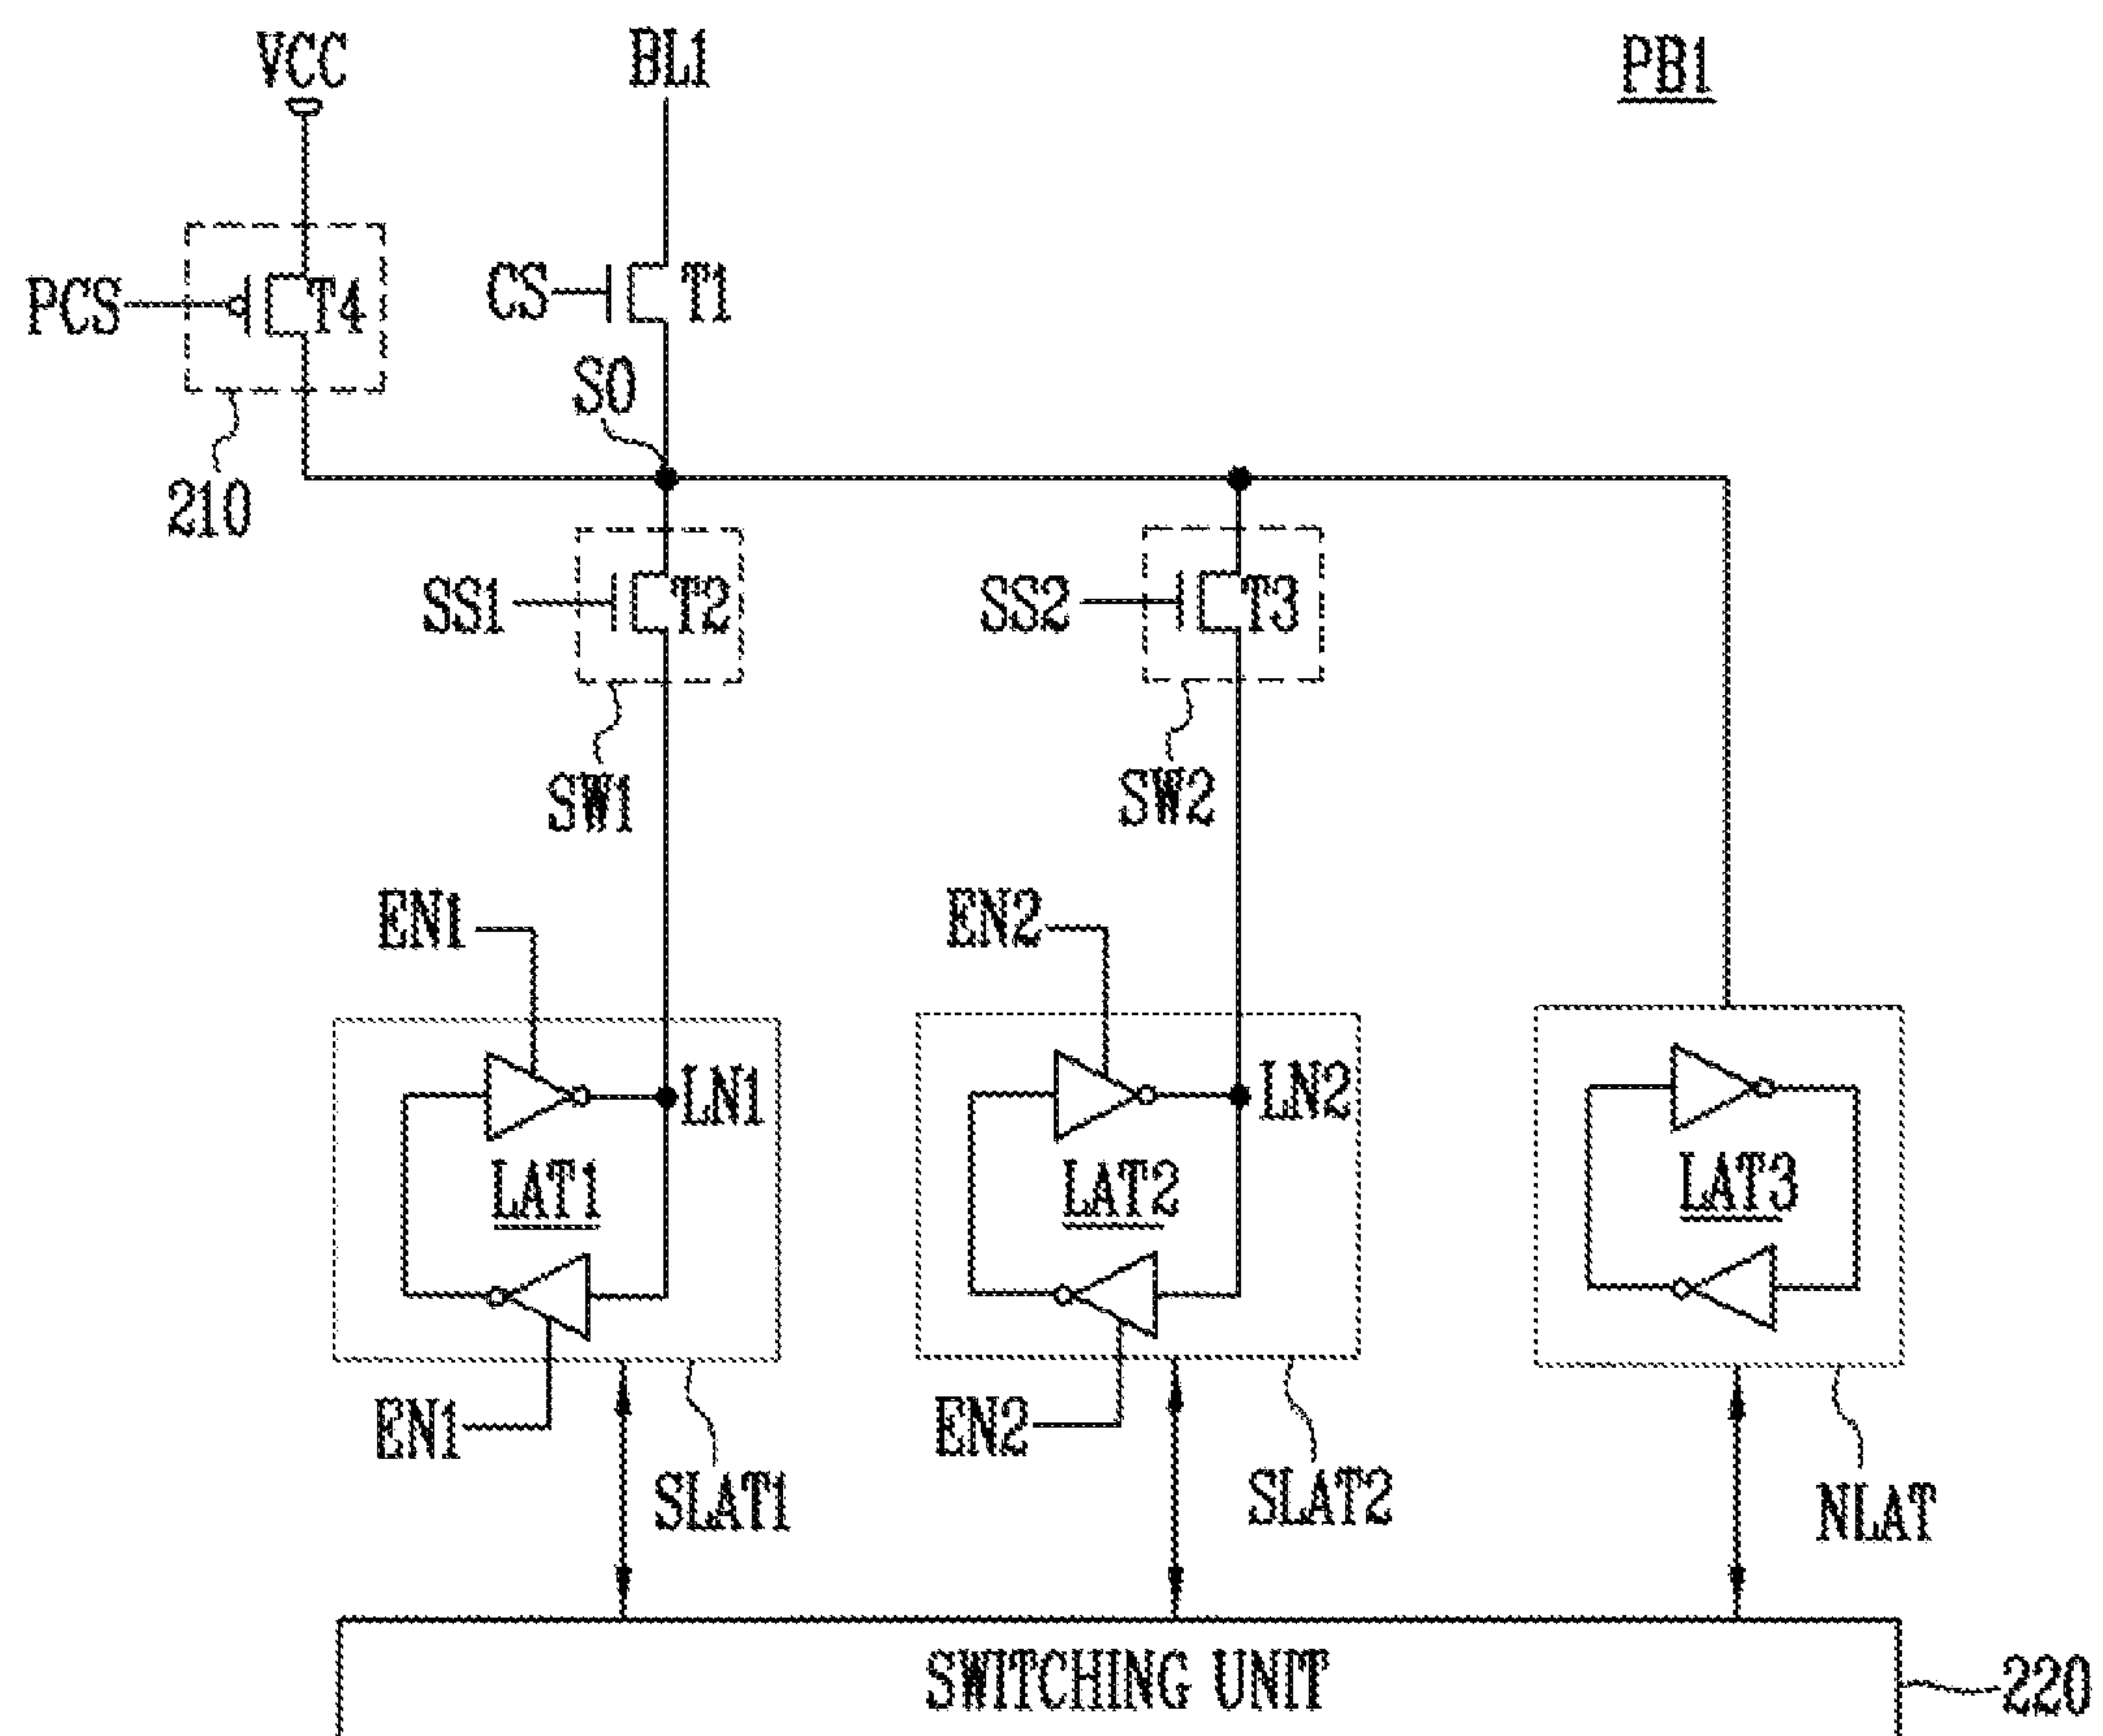 VCC
BL1
PB1
PCS
T4
CS
T1
SO
210
SS1
T2
SS2
T3
SW1
SW2
EN1
EN2
LN1
LN2
LAT1
LAT2
LAT3
EN1
EN2
SLAT1
SLAT2
NLAT
SWITCHING UNIT
220